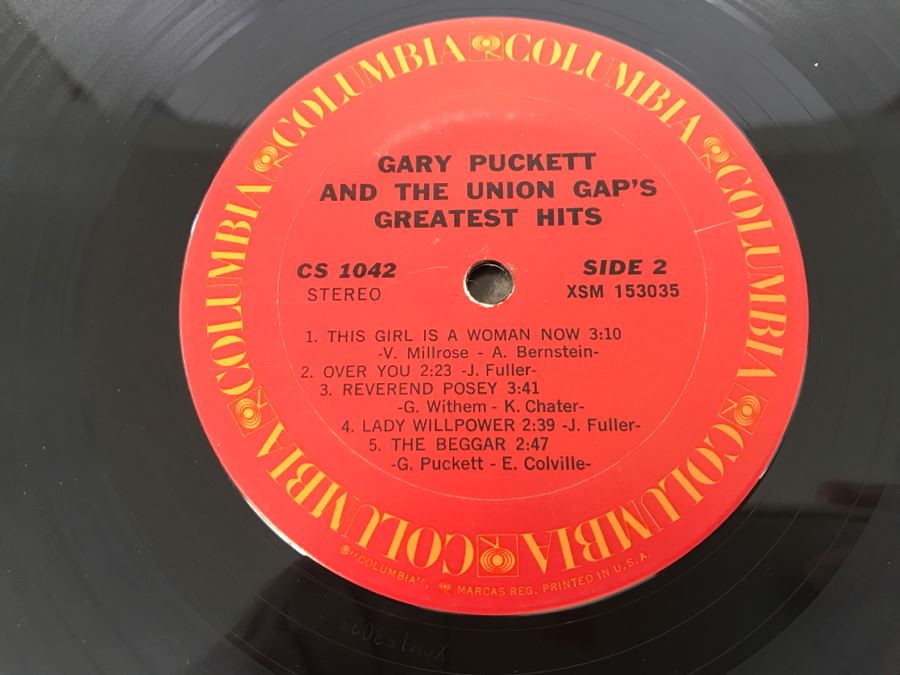 COLUMBIA COLUMBIA COLUMBIA COLUMBIA COLUMBIA COLUMBIA COLUMBIA COLUMBIA
GARY PUCKETT
AND THE UNION GAP'S
GREATEST HITS
CS 1042
STEREO
SIDE 2
XSM 153035
1. THIS GIRL IS A WOMAN NOW 3:10
-V. Millrose - A. Bernstein-
2. OVER YOU 2:23 -J. Fuller-
3. REVEREND POSEY 3:41
-G. Withem - K. Chater-
4. LADY WILLPOWER 2:39 -J. Fuller-
5. THE BEGGAR 2:47
-G. Puckett - E. Colville-
®"COLUMBIA", MARCAS REG. PRINTED IN U.S.A.